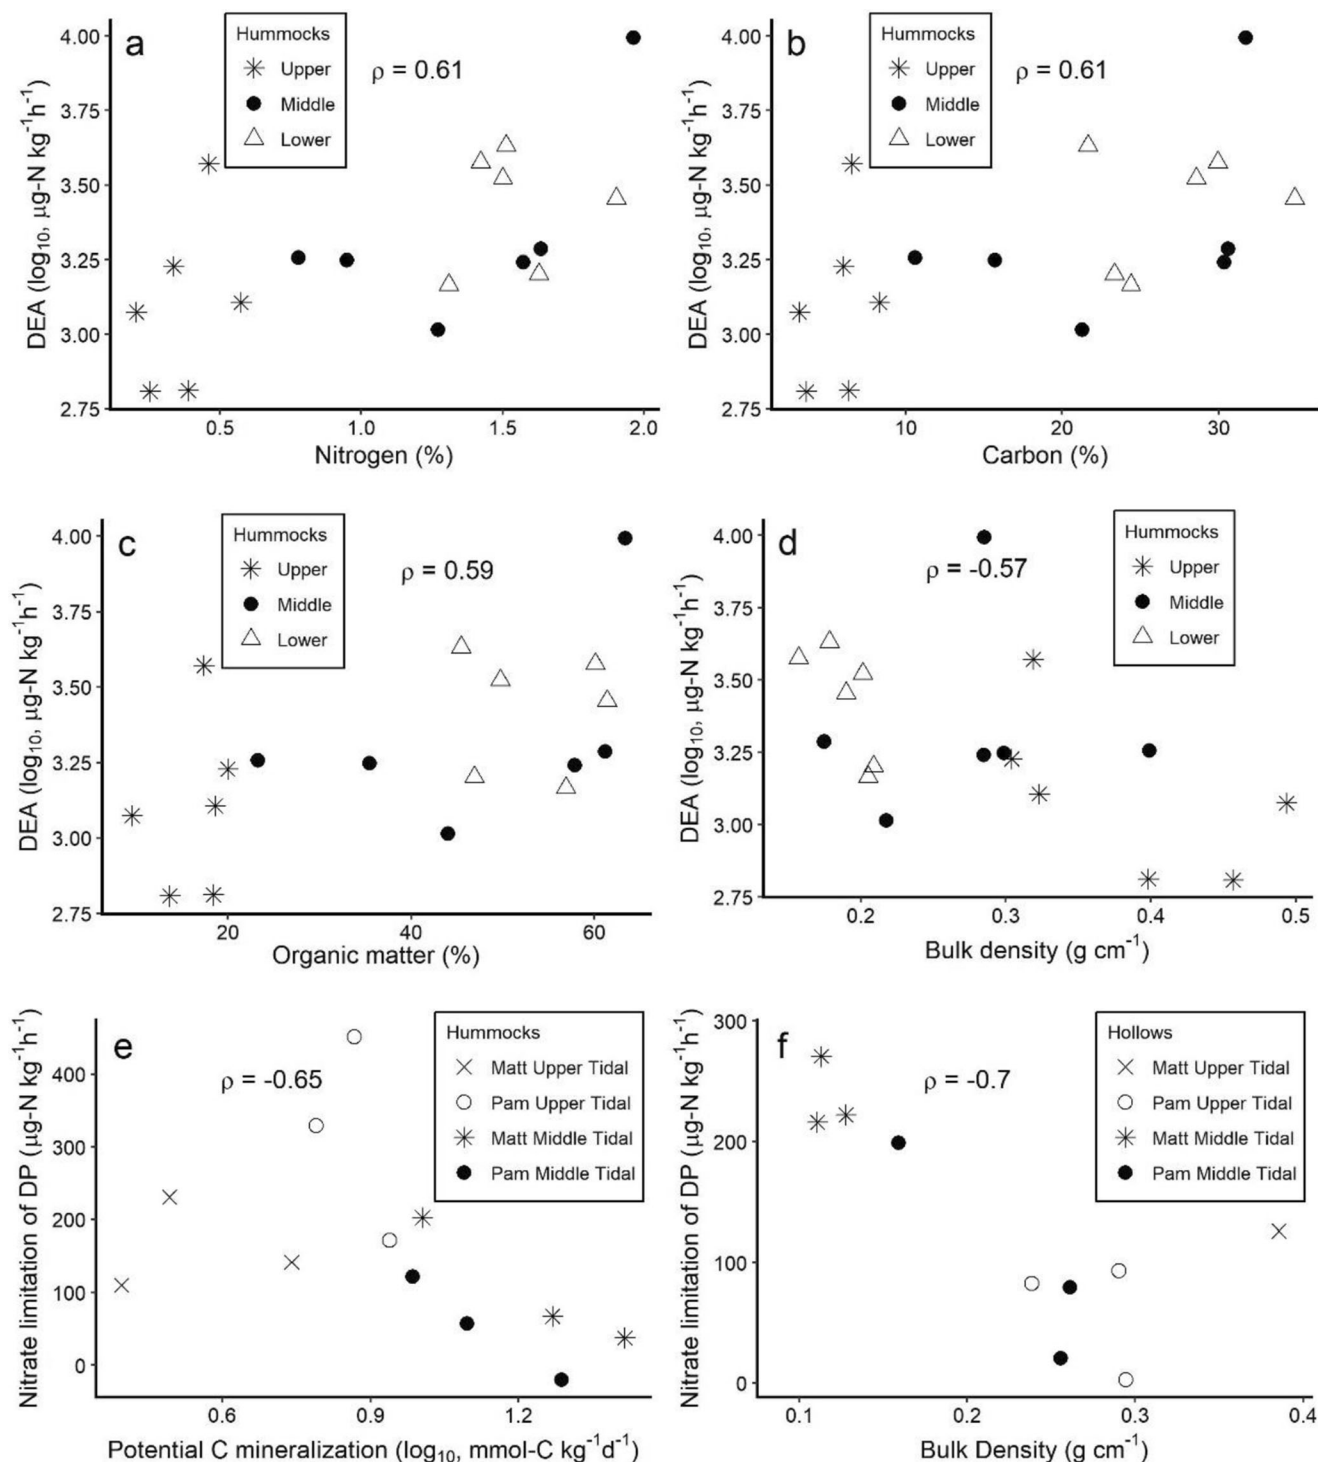 a
Hummocks
Upper
Middle
Lower
ρ = 0.61
4.00
3.75
3.50
3.25
3.00
2.75
DEA (log₁₀, μg-N kg⁻¹h⁻¹)
0.5 1.0 1.5 2.0
Nitrogen (%)
b
Hummocks
Upper
Middle
Lower
ρ = 0.61
4.00
3.75
3.50
3.25
3.00
2.75
DEA (log₁₀, μg-N kg⁻¹h⁻¹)
10 20 30
Carbon (%)
c
Hummocks
Upper
Middle
Lower
ρ = 0.59
4.00
3.75
3.50
3.25
3.00
2.75
DEA (log₁₀, μg-N kg⁻¹h⁻¹)
20 40 60
Organic matter (%)
d
Hummocks
Upper
Middle
Lower
ρ = -0.57
4.00
3.75
3.50
3.25
3.00
2.75
DEA (log₁₀, μg-N kg⁻¹h⁻¹)
0.2 0.3 0.4 0.5
Bulk density (g cm⁻¹)
e
Hummocks
Matt Upper Tidal
Pam Upper Tidal
Matt Middle Tidal
Pam Middle Tidal
ρ = -0.65
400
300
200
100
0
Nitrate limitation of DP (μg-N kg⁻¹h⁻¹)
0.6 0.9 1.2
Potential C mineralization (log₁₀, mmol-C kg⁻¹d⁻¹)
f
Hollows
Matt Upper Tidal
Pam Upper Tidal
Matt Middle Tidal
Pam Middle Tidal
ρ = -0.7
300
200
100
0
Nitrate limitation of DP (μg-N kg⁻¹h⁻¹)
0.1 0.2 0.3 0.4
Bulk Density (g cm⁻¹)